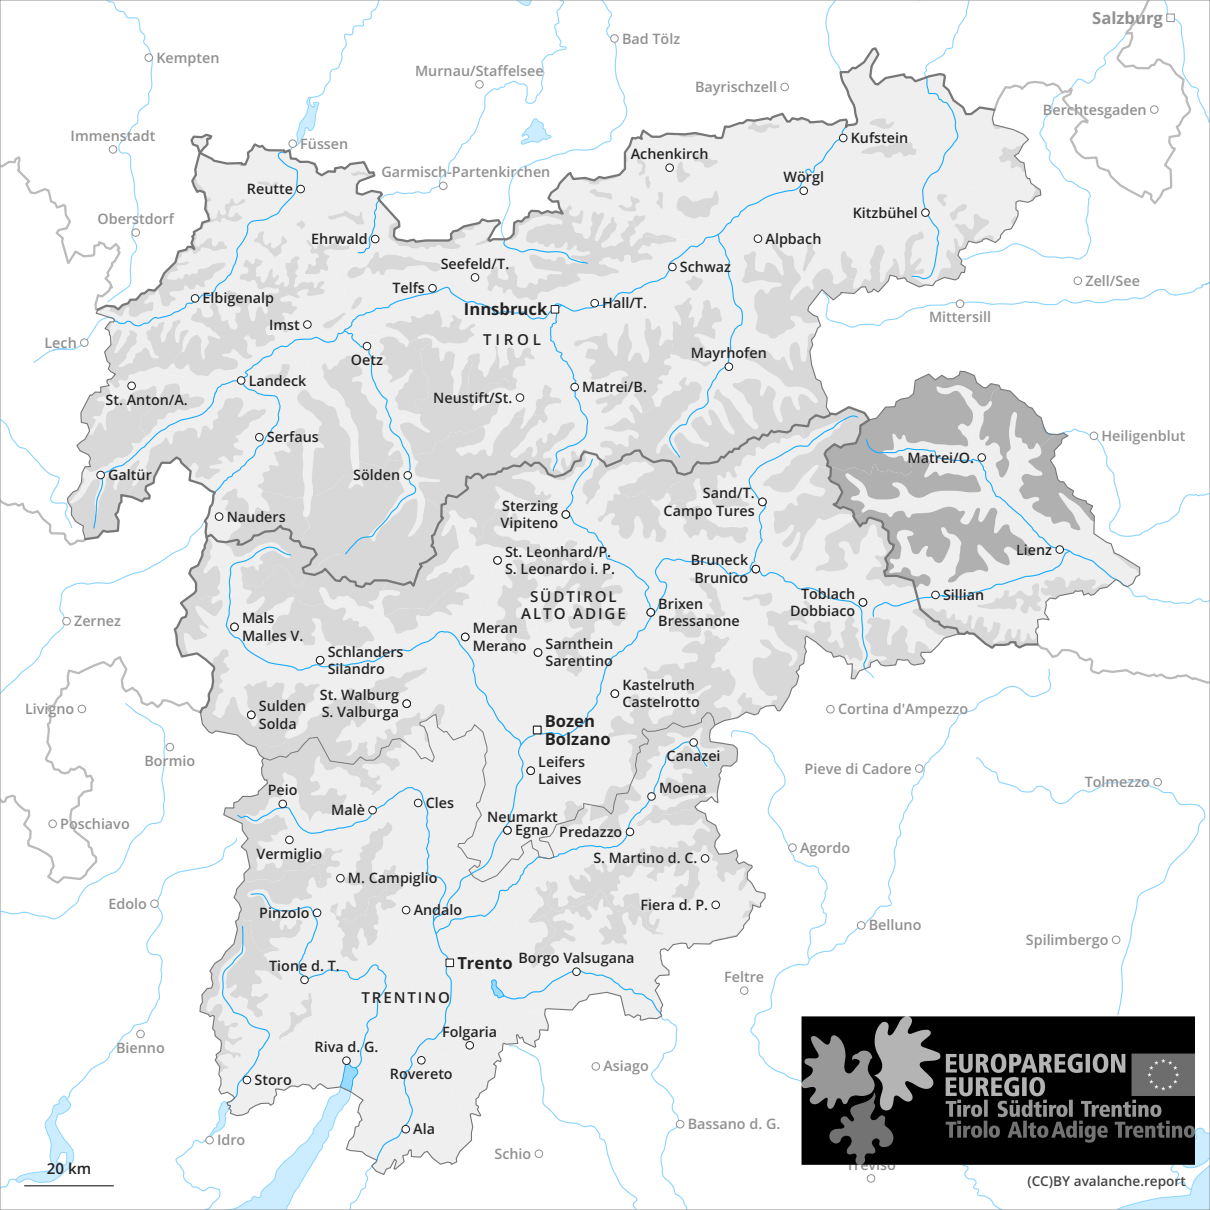 Salzburg
Bad Tölz
Kempten
Murnau/Staffelsee
Bayrischzell
Berchtesgaden
Immenstadt
Füssen
Kufstein
Achenkirch
Garmisch-Partenkirchen
Wörgl
Reutte
Kitzbühel
Oberstdorf
Ehrwald
Alpbach
Seefeld/T.
Schwaz
Zell/See
Telfs
Elbigenalp
Hall/T.
Innsbruck
Mittersill
Imst
TIROL
Lech
Oetz
Mayrhofen
Landeck
Matrei/B.
St. Anton/A.
Neustift/St.
Serfaus
Heiligenblut
Matrei/O.
Galtür
Sölden
Sand/T.
Campo Tures
Sterzing
Vipiteno
Nauders
St. Leonhard/P.
S. Leonardo i. P.
Lienz
Bruneck
Brunico
SÜDTIROL
ALTO ADIGE
Toblach
Dobbiaco
Sillian
Brixen
Bressanone
Zernez
Mals
Malles V.
Meran
Merano
Sarnthein
Sarentino
Schlanders
Silandro
Kastelruth
Castelrotto
St. Walburg
S. Valburga
Sulden
Solda
Livigno
Cortina d'Ampezzo
Bozen
Bolzano
Bormio
Canazei
Leifers
Laives
Pieve di Cadore
Tolmezzo
Peio
Moena
Malè
Cles
Neumarkt
Egna
Predazzo
Poschiavo
Vermiglio
Agordo
S. Martino d. C.
M. Campiglio
Edolo
Pinzolo
Andalo
Fiera d. P.
Belluno
Spilimbergo
Trento
Borgo Valsugana
Tione d. T.
Feltre
TRENTINO
Folgaria
Bienno
Riva d. G.
Rovereto
Asiago
Storo
EUROPAREGION
EUREGIO
Tirol Südtirol Trentino
Tirolo Alto Adige Trentino
Ala
Bassano d. G.
Idro
Schio
Treviso
20 km
(CC)BY avalanche.report